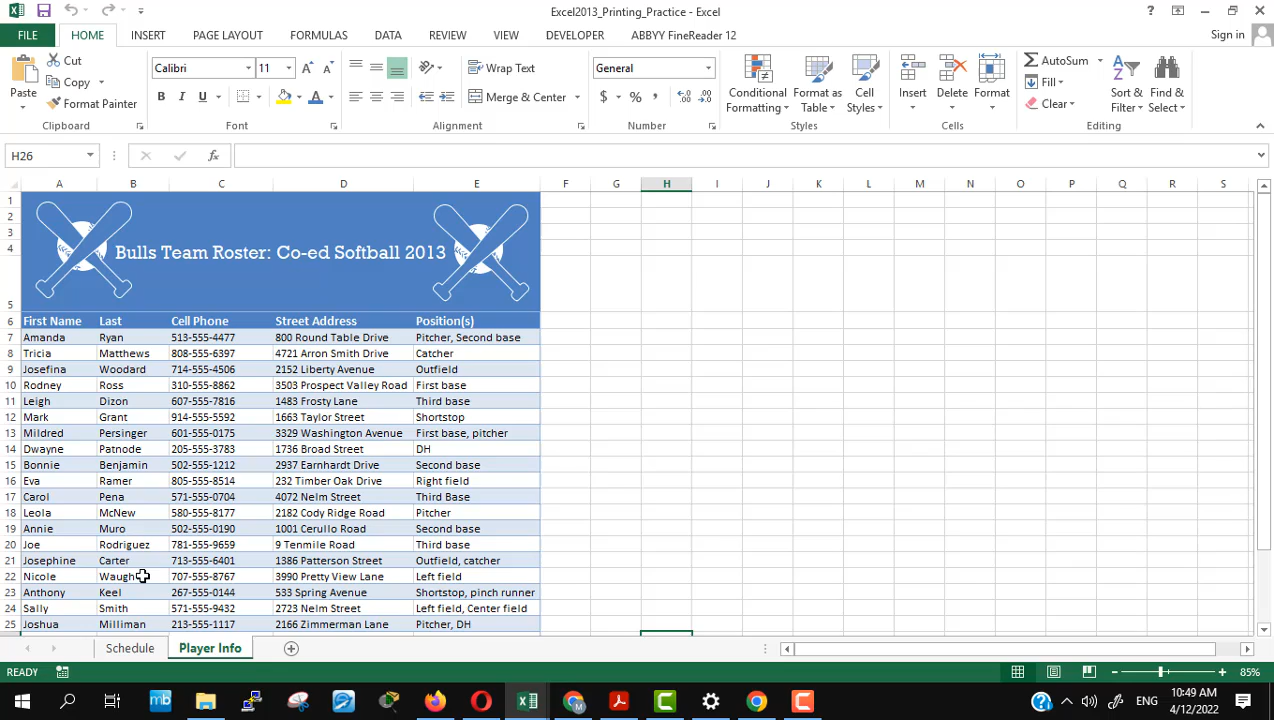 Excel2013_Printing_Practice - Excel
FILE HOME INSERT PAGE LAYOUT FORMULAS DATA REVIEW VIEW DEVELOPER ABBYY FineReader 12 Sign in
Cut
Copy
Format Painter
Paste
Clipboard
Calibri 11
B I U A
Font
Wrap Text
Merge & Center
Alignment
General
$ % ,
Number
Conditional Formatting
Format as Table
Cell Styles
Styles
Insert Delete Format
Cells
AutoSum
Fill
Clear
Sort & Filter
Find & Select
Editing
H26 fx
A B C D E F G H I J K L M N O P Q R S
1
2
3
4 Bulls Team Roster: Co-ed Softball 2013
5
6 First Name Last Cell Phone Street Address Position(s)
7 Amanda Ryan 513-555-4477 800 Round Table Drive Pitcher, Second base
8 Tricia Matthews 808-555-6397 4721 Arron Smith Drive Catcher
9 Josefina Woodard 714-555-4506 2152 Liberty Avenue Outfield
10 Rodney Ross 310-555-8862 3503 Prospect Valley Road First base
11 Leigh Dizon 607-555-7816 1483 Frosty Lane Third base
12 Mark Grant 914-555-5592 1663 Taylor Street Shortstop
13 Mildred Persinger 601-555-0175 3329 Washington Avenue First base, pitcher
14 Dwayne Patnode 205-555-3783 1736 Broad Street DH
15 Bonnie Benjamin 502-555-1212 2937 Earnhardt Drive Second base
16 Eva Ramer 805-555-8514 232 Timber Oak Drive Right field
17 Carol Pena 571-555-0704 4072 Nelm Street Third Base
18 Leola McNew 580-555-8177 2182 Cody Ridge Road Pitcher
19 Annie Muro 502-555-0190 1001 Cerullo Road Second base
20 Joe Rodriguez 781-555-9659 9 Tenmile Road Third base
21 Josephine Carter 713-555-6401 1386 Patterson Street Outfield, catcher
22 Nicole Waugh 707-555-8767 3990 Pretty View Lane Left field
23 Anthony Keel 267-555-0144 533 Spring Avenue Shortstop, pinch runner
24 Sally Smith 571-555-9432 2723 Nelm Street Left field, Center field
25 Joshua Milliman 213-555-1117 2166 Zimmerman Lane Pitcher, DH
Schedule Player Info
READY 85%
mb ENG 10:49 AM
4/12/2022